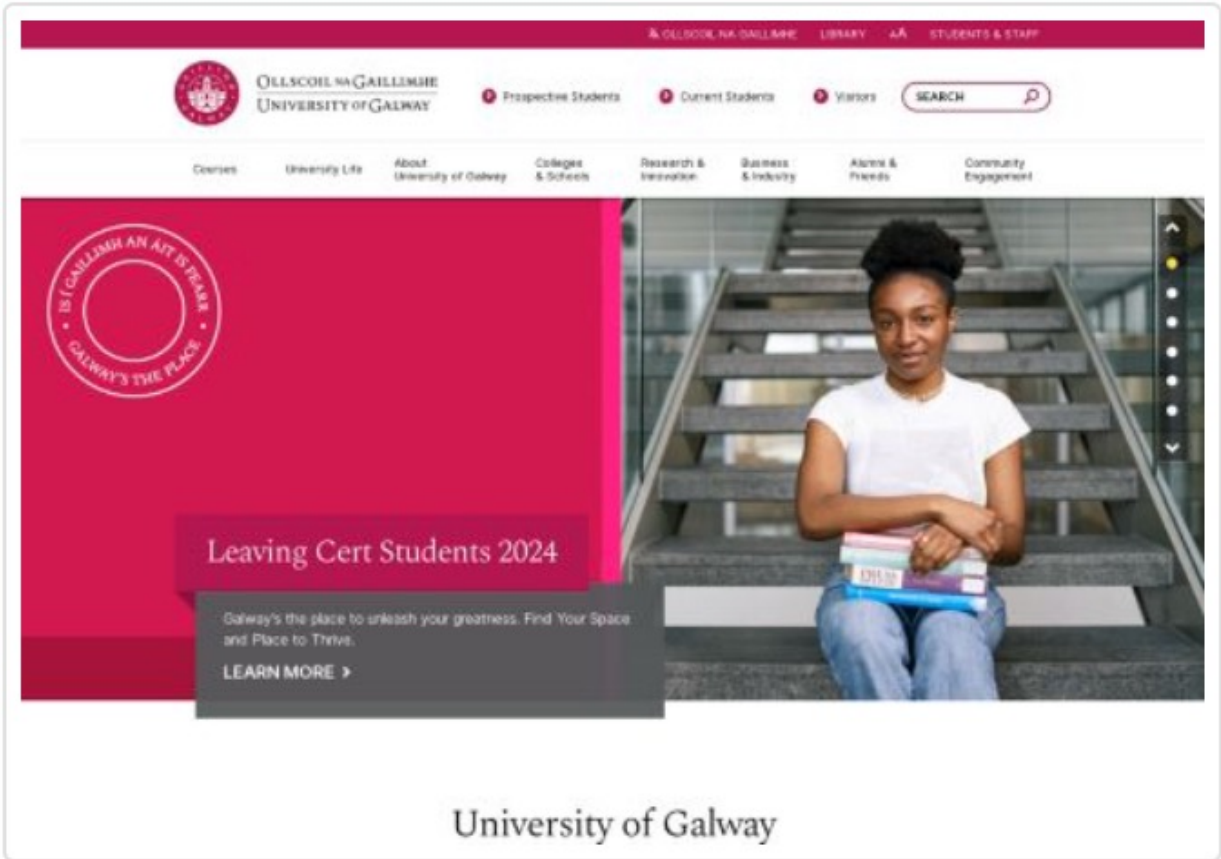 OLLSCOIL NA GAILLIMHE LIBRARY AA STUDENTS & STAFF
OLLSCOIL NA GAILLIMHE
UNIVERSITY OF GALWAY
Prospective Students Current Students Visitors SEARCH
Courses
University Life
About
University of Galway
Colleges
& Schools
Research &
Innovation
Business
& Industry
Alumni &
Friends
Community
Engagement
IS Í GAILLIMH AN ÁIT IS FEARR
GALWAY'S THE PLACE
Leaving Cert Students 2024
Galway's the place to unleash your greatness. Find Your Space
and Place to Thrive.
LEARN MORE >
University of Galway